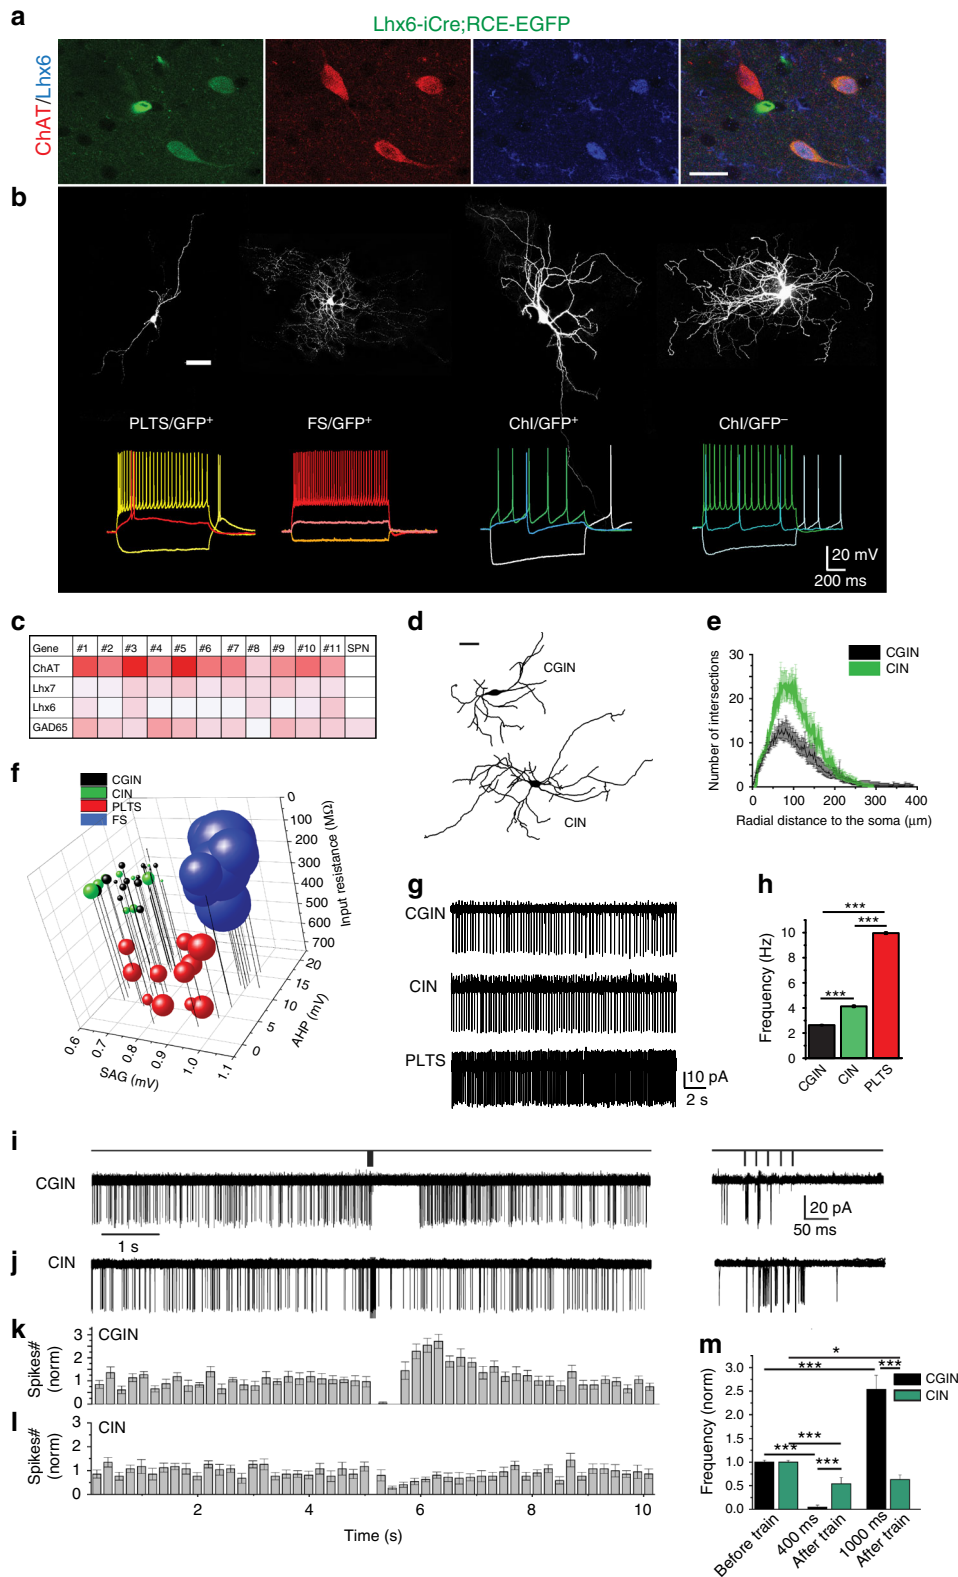 a
Lhx6-iCre;RCE-EGFP
ChAT/Lhx6
b
PLTS/GFP+
FS/GFP+
ChI/GFP+
ChI/GFP−
20 mV
200 ms
c
Gene #1 #2 #3 #4 #5 #6 #7 #8 #9 #10 #11 SPN
ChAT
Lhx7
Lhx6
GAD65
d
CGIN
CIN
e
CGIN
CIN
Number of intersections
30
20
10
0
0 100 200 300 400
Radial distance to the soma (μm)
f
CGIN
CIN
PLTS
FS
0
100
200
300
400
500
600
700
Input resistance (MΩ)
20
15
10
5
0
AHP (mV)
0.6 0.7 0.8 0.9 1.0 1.1
SAG (mV)
g
CGIN
CIN
PLTS
10 pA
2 s
h
***
***
***
Frequency (Hz)
10
8
6
4
2
0
CGIN CIN PLTS
i
CGIN
1 s
20 pA
50 ms
j
CIN
k
CGIN
Spikes# (norm)
3
2
1
0
l
CIN
Spikes# (norm)
3
2
1
0
2 4 6 8 10
Time (s)
m
*
*** ***
***
***
***
CGIN
CIN
Frequency (norm)
3.0
2.5
2.0
1.5
1.0
0.5
0.0
Before train
400 ms After train
1000 ms After train